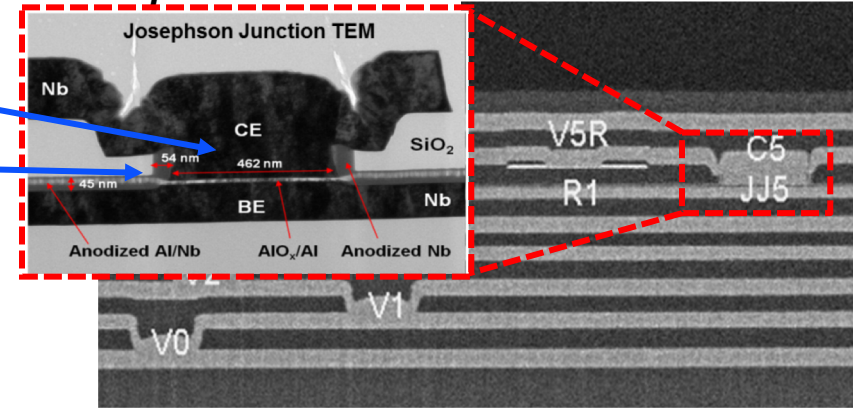 Josephson Junction TEM
Nb
CE
SiO₂
54 nm
462 nm
45 nm
BE
Nb
Anodized Al/Nb
AlOₓ/Al
Anodized Nb
V5R
C5
R1
JJ5
V1
V0